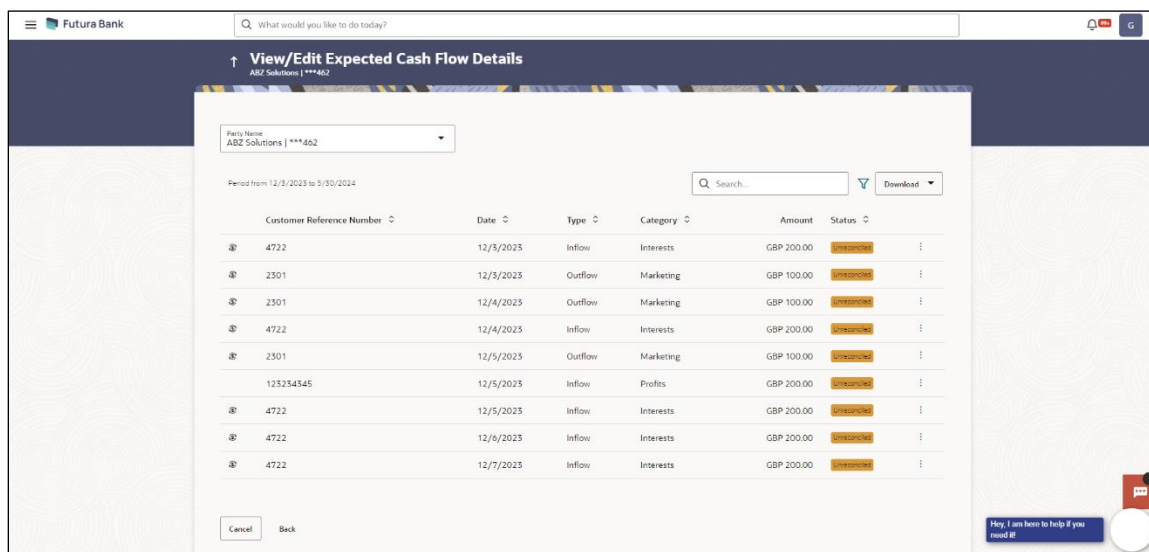 Futura Bank
What would you like to do today?
G
View/Edit Expected Cash Flow Details
ABZ Solutions | ***462
Party Name
ABZ Solutions | ***462
Period from 12/3/2023 to 5/30/2024
Search...
Download
Customer Reference Number Date Type Category Amount Status
4722 12/3/2023 Inflow Interests GBP 200.00 Unreconciled
2301 12/3/2023 Outflow Marketing GBP 100.00 Unreconciled
2301 12/4/2023 Outflow Marketing GBP 100.00 Unreconciled
4722 12/4/2023 Inflow Interests GBP 200.00 Unreconciled
2301 12/5/2023 Outflow Marketing GBP 100.00 Unreconciled
123234345 12/5/2023 Inflow Profits GBP 200.00 Unreconciled
4722 12/5/2023 Inflow Interests GBP 200.00 Unreconciled
4722 12/6/2023 Inflow Interests GBP 200.00 Unreconciled
4722 12/7/2023 Inflow Interests GBP 200.00 Unreconciled
Cancel Back
Hey, I am here to help if you
need it!